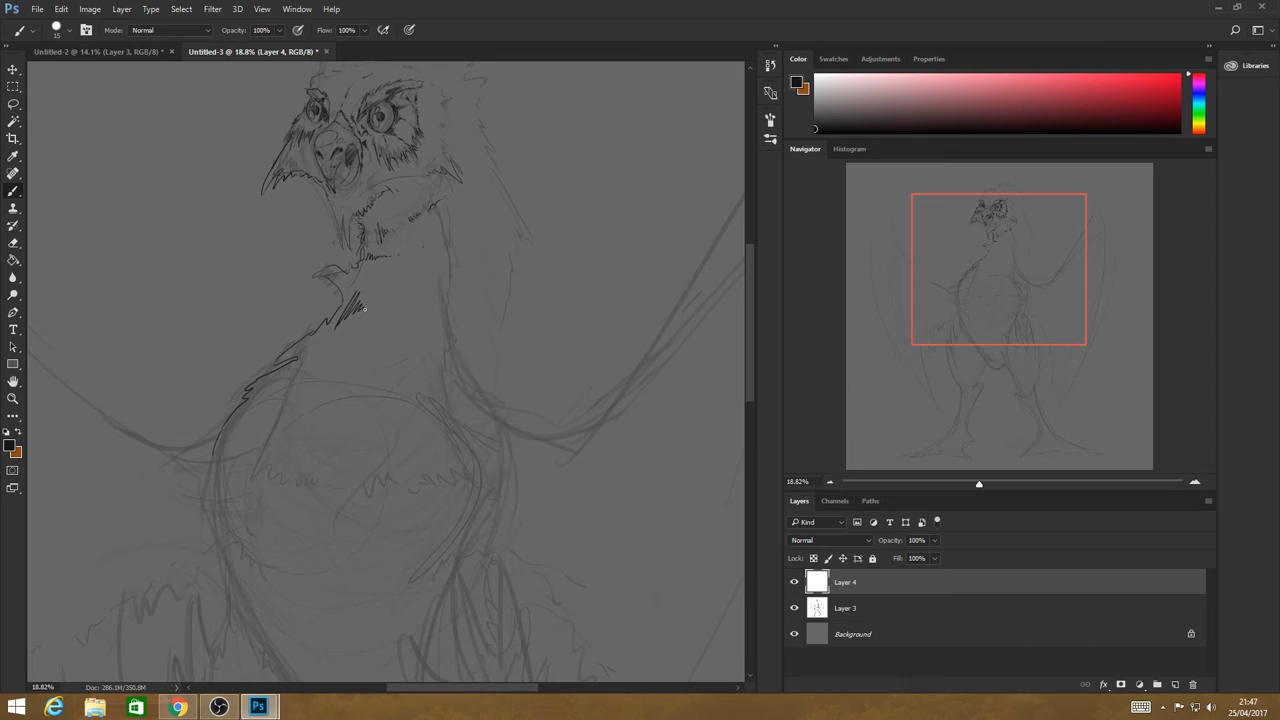 Ps File Edit Image Layer Type Select Filter 3D View Window Help
15 Mode: Normal Opacity: 100% Flow: 100%
Untitled-2 @ 14.1% (Layer 3, RGB/8) * × Untitled-3 @ 18.8% (Layer 4, RGB/8) * ×
Color Swatches Adjustments Properties
Libraries
Navigator Histogram
18.82%
Layers Channels Paths
Kind
Normal Opacity: 100%
Lock: Fill: 100%
Layer 4
Layer 3
Background
18.82% Doc: 286.1M/350.8M
Ps
21:47
25/04/2017